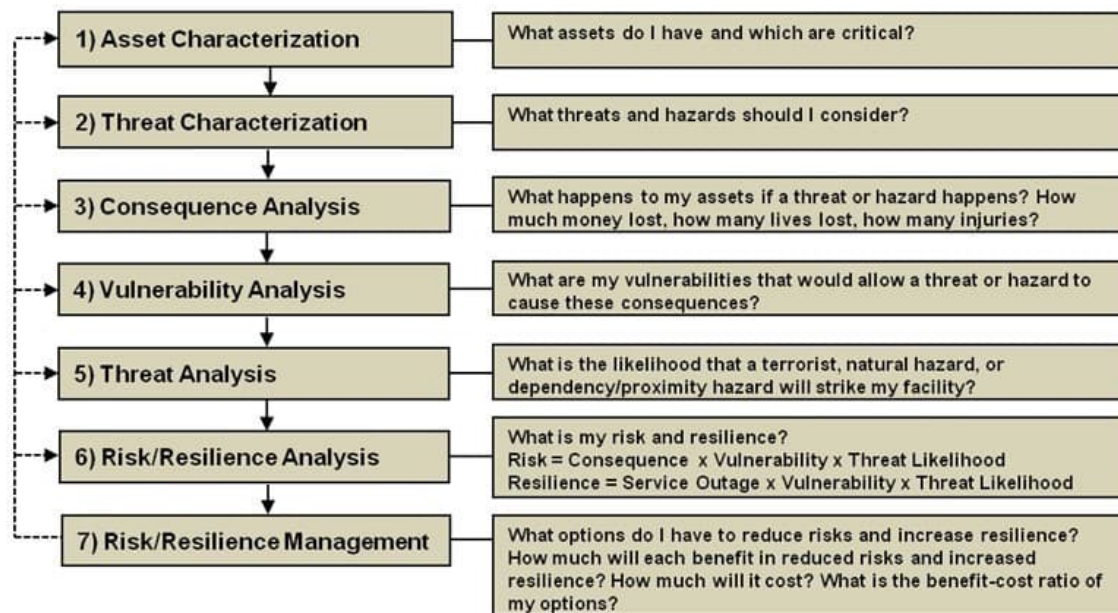 1) Asset Characterization
What assets do I have and which are critical?
2) Threat Characterization
What threats and hazards should I consider?
3) Consequence Analysis
What happens to my assets if a threat or hazard happens? How
much money lost, how many lives lost, how many injuries?
4) Vulnerability Analysis
What are my vulnerabilities that would allow a threat or hazard to
cause these consequences?
5) Threat Analysis
What is the likelihood that a terrorist, natural hazard, or
dependency/proximity hazard will strike my facility?
6) Risk/Resilience Analysis
What is my risk and resilience?
Risk = Consequence x Vulnerability x Threat Likelihood
Resilience = Service Outage x Vulnerability x Threat Likelihood
7) Risk/Resilience Management
What options do I have to reduce risks and increase resilience?
How much will each benefit in reduced risks and increased
resilience? How much will it cost? What is the benefit-cost ratio of
my options?